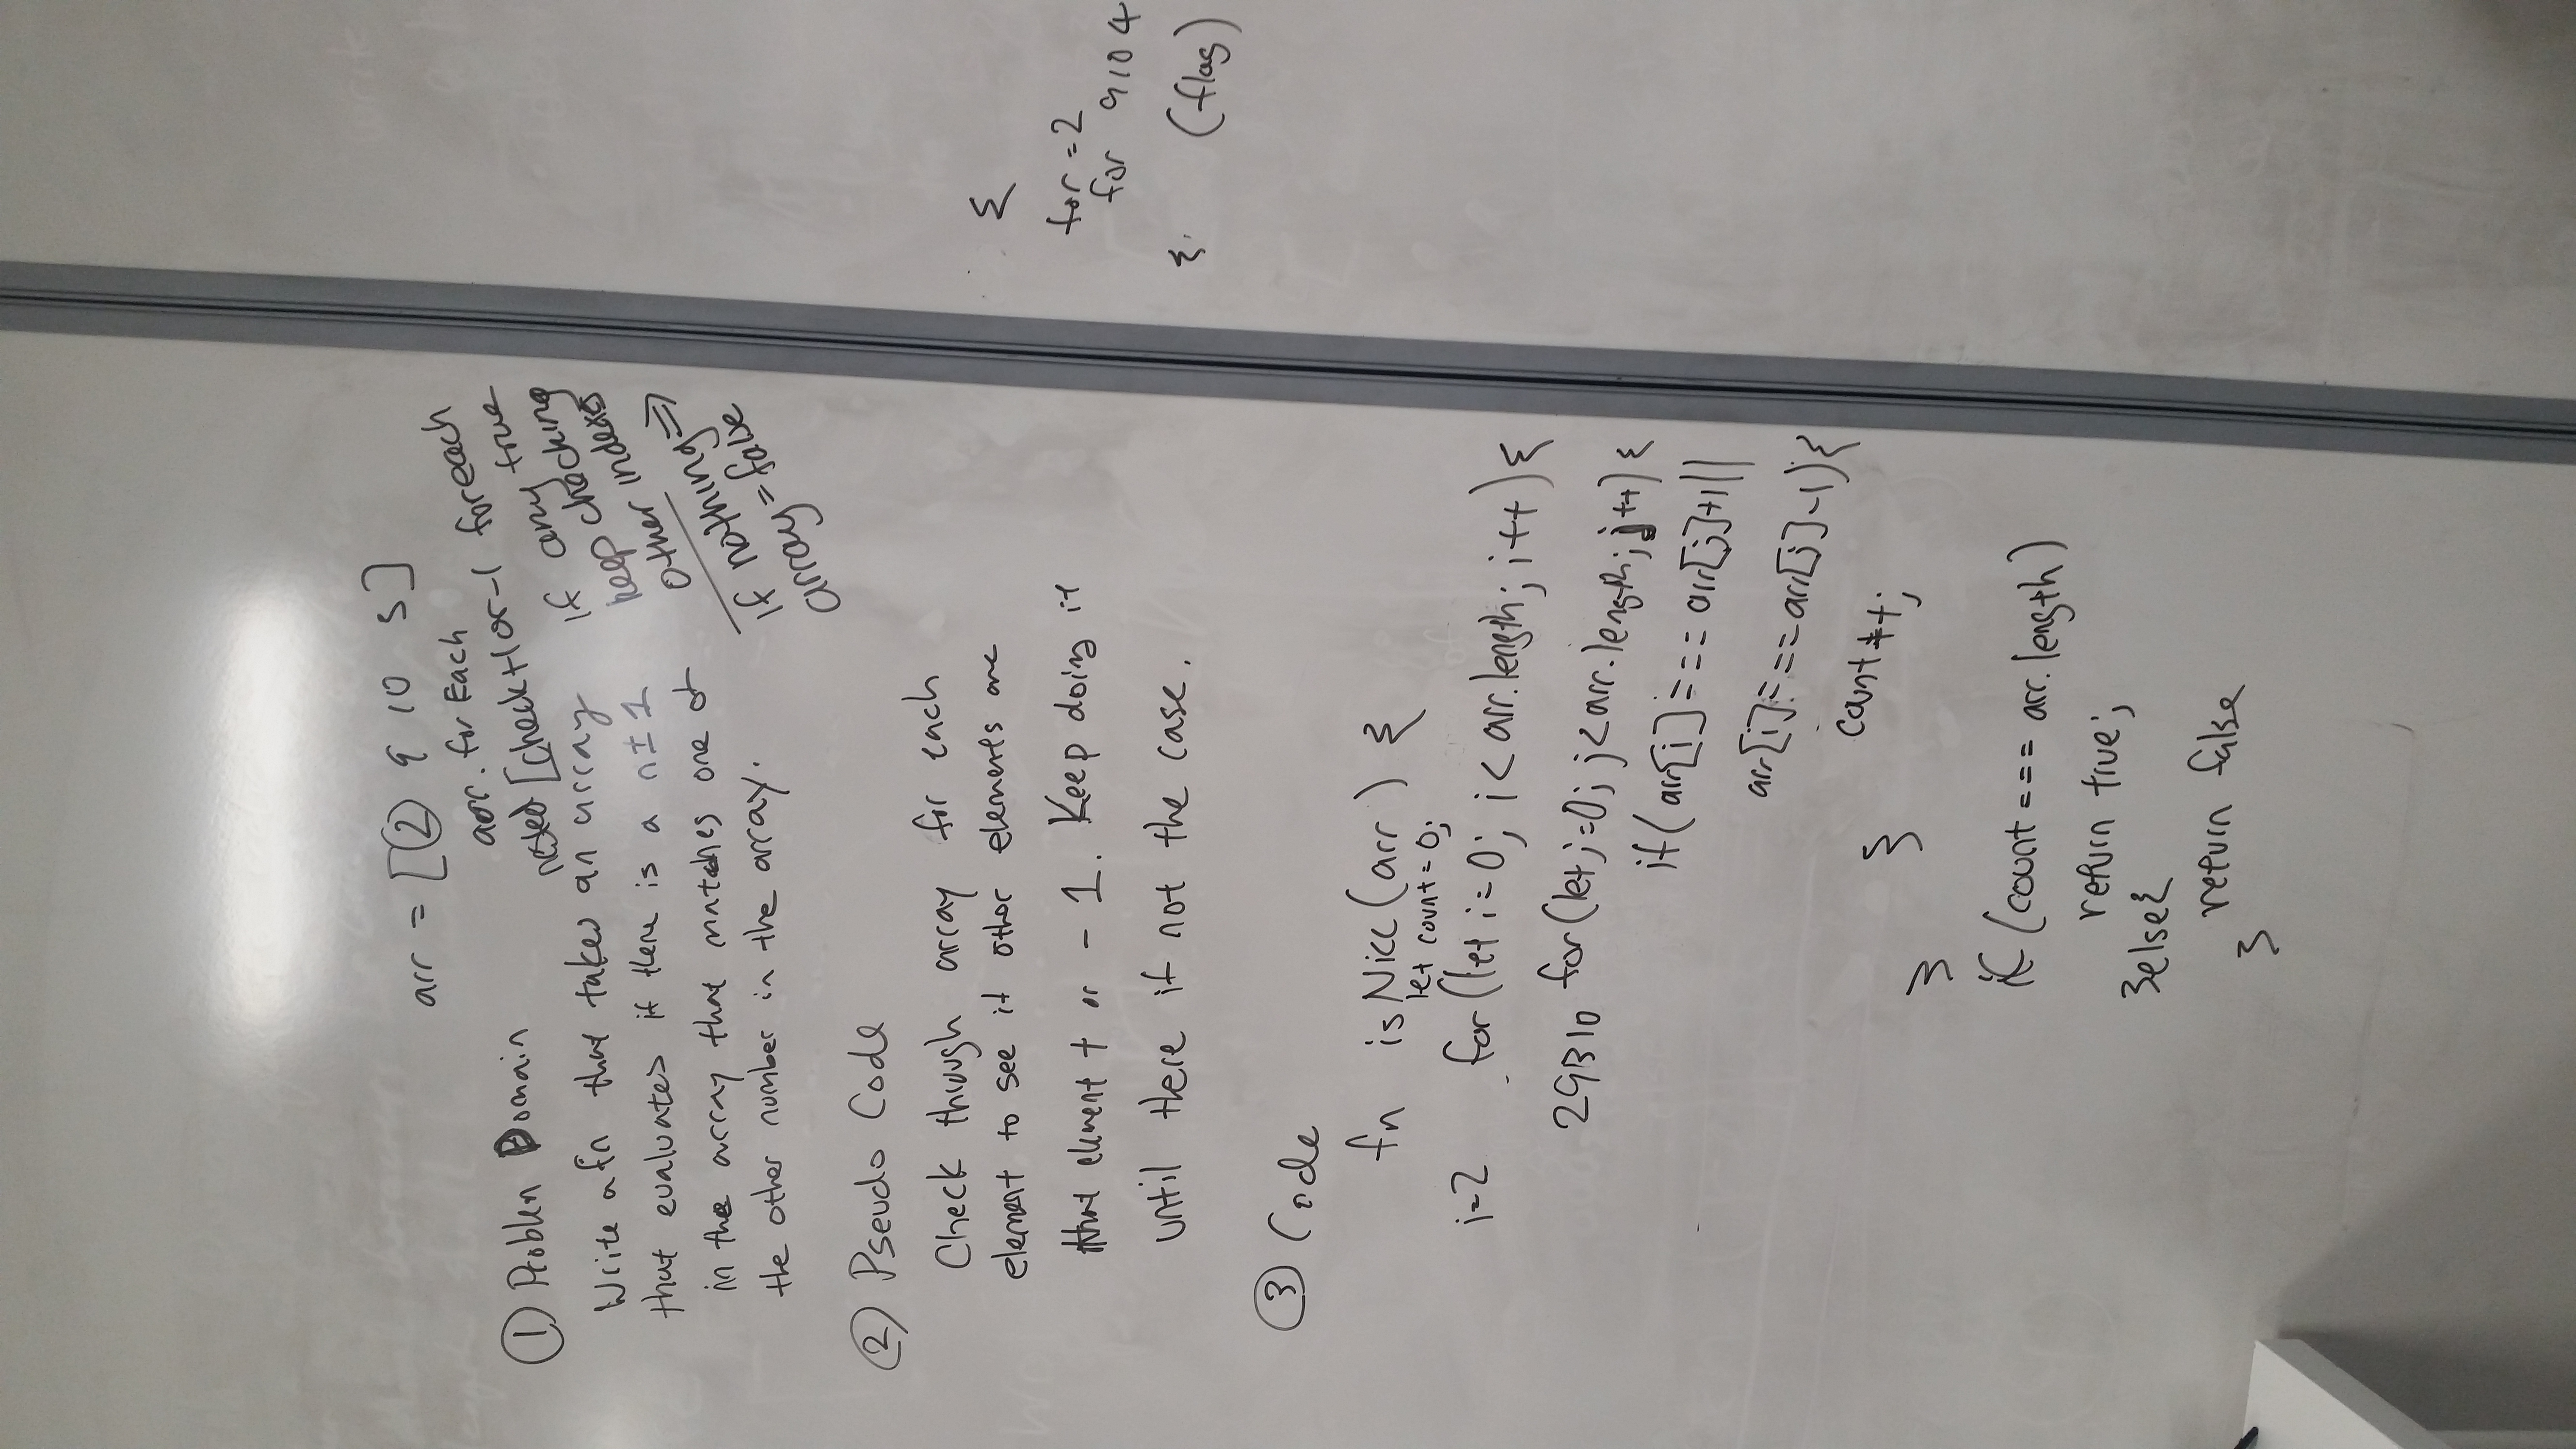 arr = [2 9 10 3]
arr.forEach
nested [check+1 or -1 foreach
if any true
keep checking
other indexes
if nothing =>
array = false
① Problem Domain
Write a fn that takes an array
that evaluates if there is a n ± 1
in the array that matches one of
the other number in the array.
② Pseudo Code
Check through array for each
element to see if other elements are
that element + or - 1. Keep doing it
until there if not the case.
③ Code
fn isNice(arr) {
let count = 0;
i=2 for(let i=0; i<arr.length; i++){
29310 for(let j=0; j<arr.length; j++){
if(arr[i] === arr[j]+1||
arr[i]===arr[j]-1){
count++;
}
}
if (count === arr.length)
return true;
}else{
return false
}
{
for = 2
for 9 10 4
{ (flag)